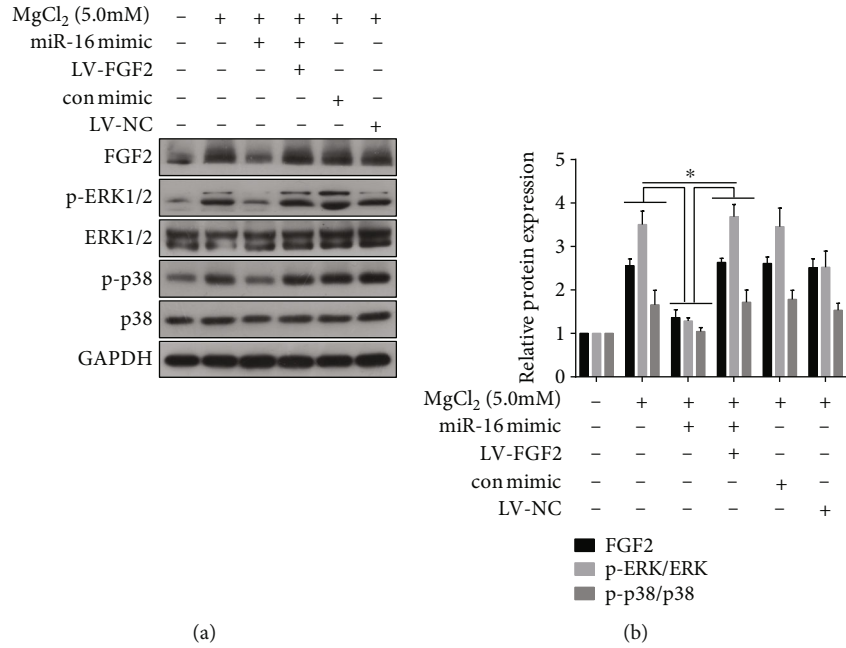 MgCl₂ (5.0mM) – + + + + +
miR-16 mimic – – + + – –
LV-FGF2 – – – + – –
con mimic – – – – + –
LV-NC – – – – – +
FGF2
p-ERK1/2
ERK1/2
p-p38
p38
GAPDH
(a)
Relative protein expression
5
4
3
2
1
0
*
MgCl₂ (5.0mM) – + + + + +
miR-16 mimic – – + + – –
LV-FGF2 – – – + – –
con mimic – – – – + –
LV-NC – – – – – +
FGF2
p-ERK/ERK
p-p38/p38
(b)